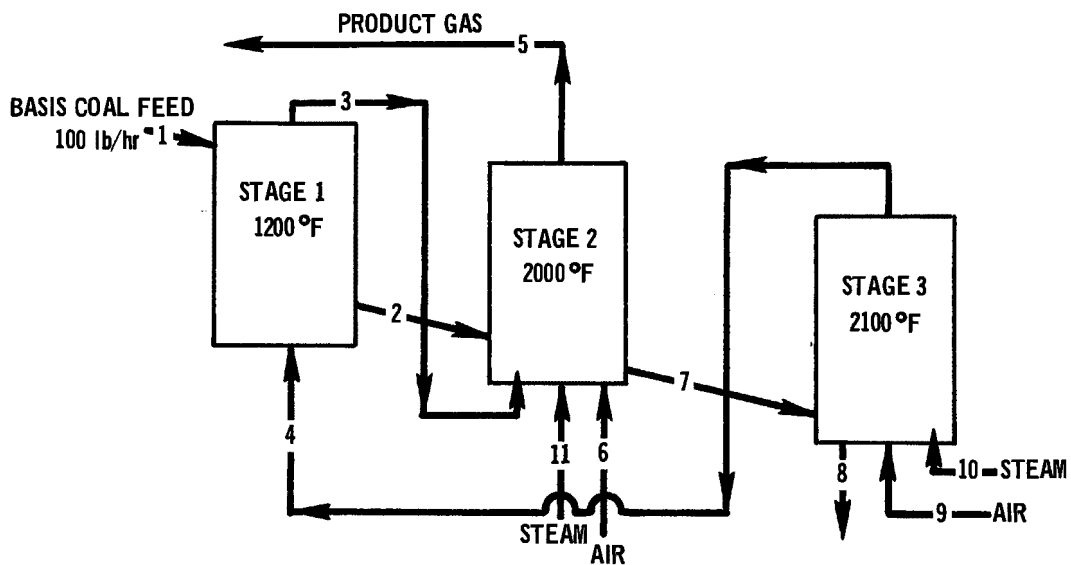 PRODUCT GAS
5
BASIS COAL FEED
100 lb/hr
1
3
STAGE 1
1200 °F
STAGE 2
2000 °F
STAGE 3
2100 °F
2
7
4
11
6
8
10
STEAM
9
AIR
STEAM
AIR